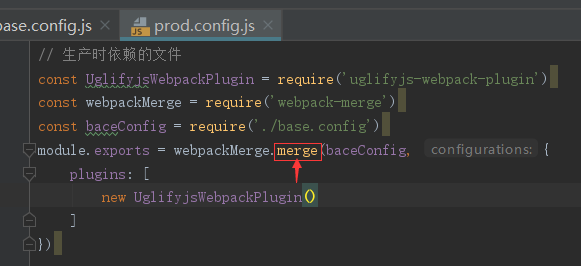 base.config.js × prod.config.js ×
// 生产时依赖的文件
const UglifyjsWebpackPlugin = require('uglifyjs-webpack-plugin')
const webpackMerge = require('webpack-merge')
const baceConfig = require('./base.config')
module.exports = webpackMerge.merge(baceConfig, configurations: {
plugins: [
new UglifyjsWebpackPlugin()
]
})